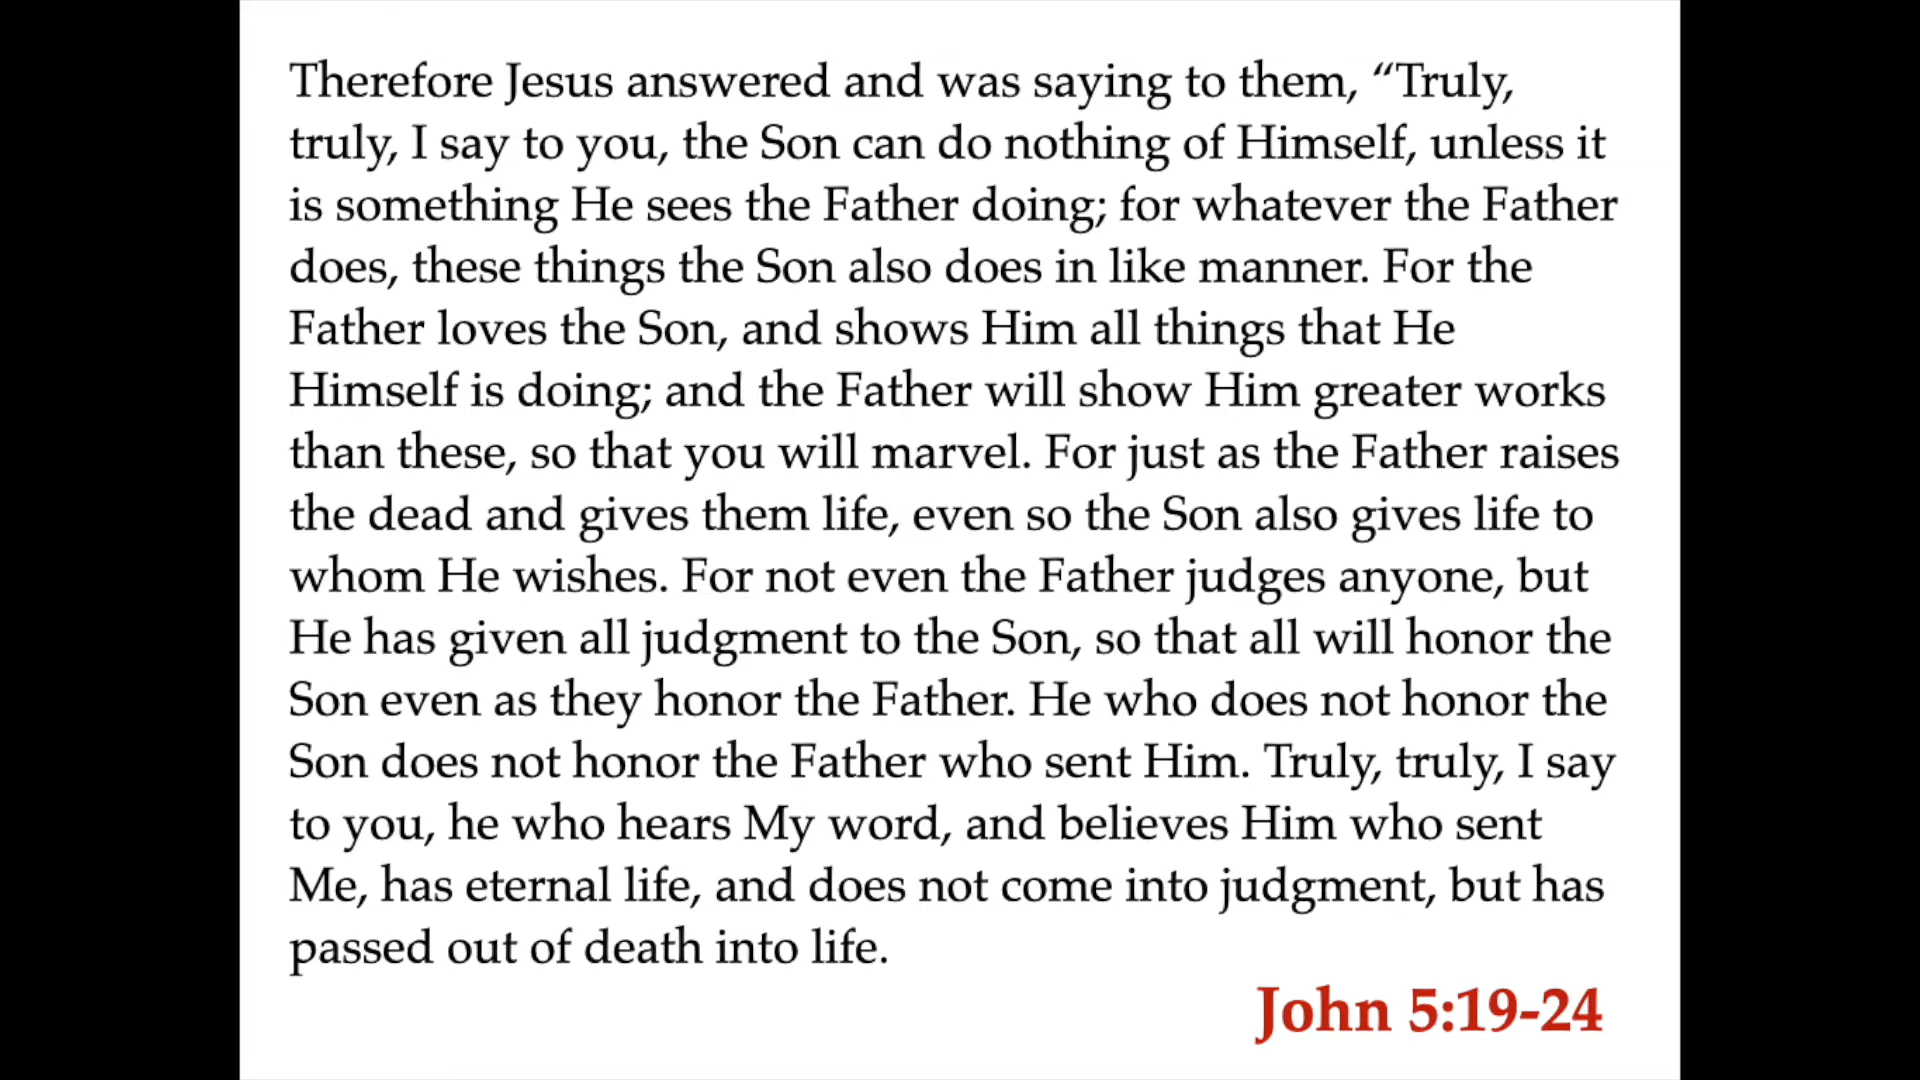 Therefore Jesus answered and was saying to them, “Truly,
truly, I say to you, the Son can do nothing of Himself, unless it
is something He sees the Father doing; for whatever the Father
does, these things the Son also does in like manner. For the
Father loves the Son, and shows Him all things that He
Himself is doing; and the Father will show Him greater works
than these, so that you will marvel. For just as the Father raises
the dead and gives them life, even so the Son also gives life to
whom He wishes. For not even the Father judges anyone, but
He has given all judgment to the Son, so that all will honor the
Son even as they honor the Father. He who does not honor the
Son does not honor the Father who sent Him. Truly, truly, I say
to you, he who hears My word, and believes Him who sent
Me, has eternal life, and does not come into judgment, but has
passed out of death into life.
John 5:19-24